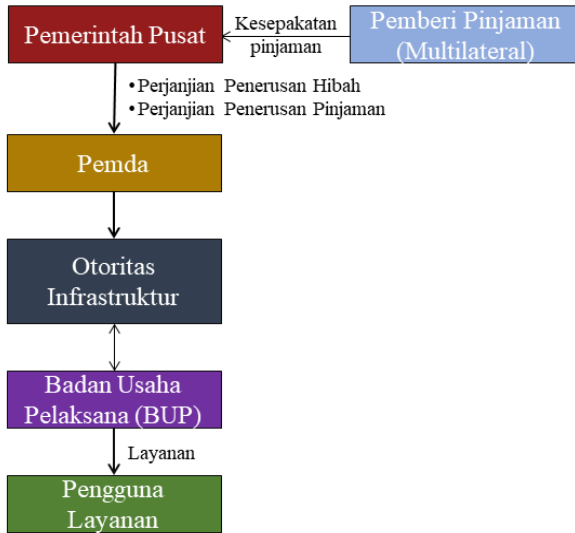 Pemerintah Pusat
Kesepakatan
pinjaman
Pemberi Pinjaman
(Multilateral)
•Perjanjian Penerusan Hibah
•Perjanjian Penerusan Pinjaman
Pemda
Otoritas
Infrastruktur
Badan Usaha
Pelaksana (BUP)
Layanan
Pengguna
Layanan